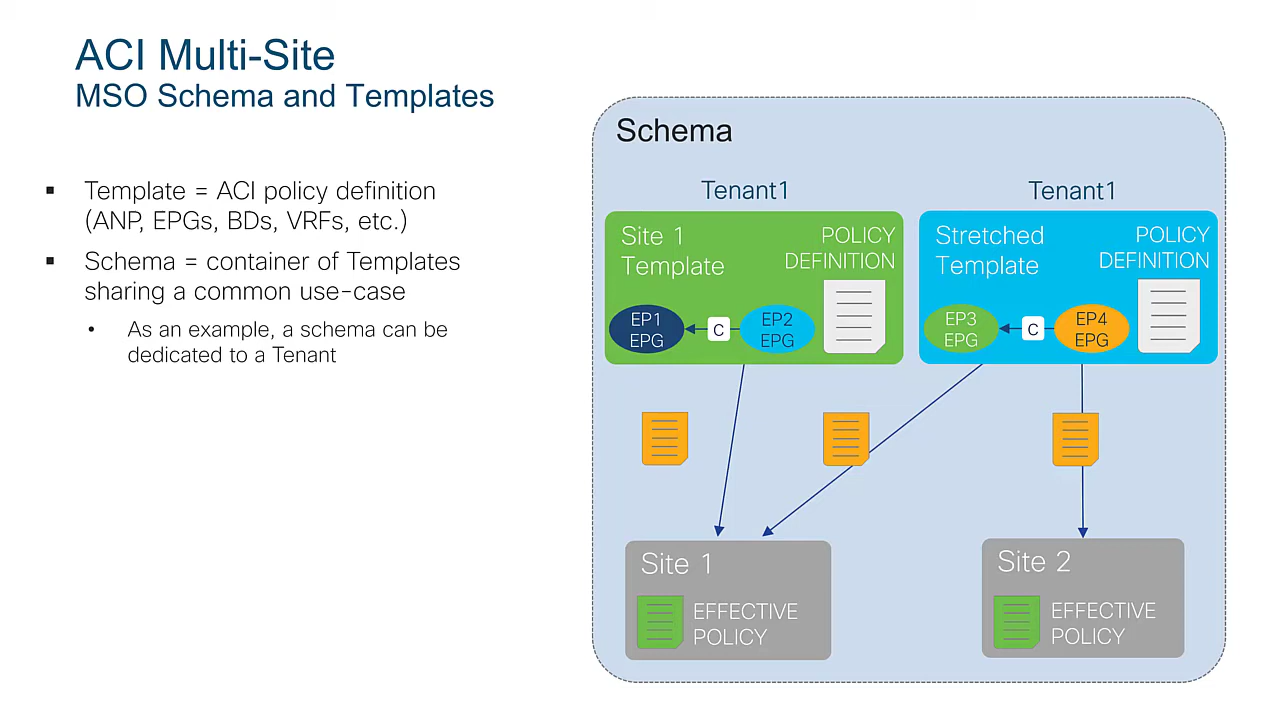 ACI Multi-Site
MSO Schema and Templates
Template = ACI policy definition
(ANP, EPGs, BDs, VRFs, etc.)
Schema = container of Templates
sharing a common use-case
As an example, a schema can be
dedicated to a Tenant
Schema
Tenant1
Site 1
Template
POLICY
DEFINITION
EP1
EPG
C
EP2
EPG
Tenant1
Stretched
Template
POLICY
DEFINITION
EP3
EPG
C
EP4
EPG
Site 1
EFFECTIVE
POLICY
Site 2
EFFECTIVE
POLICY